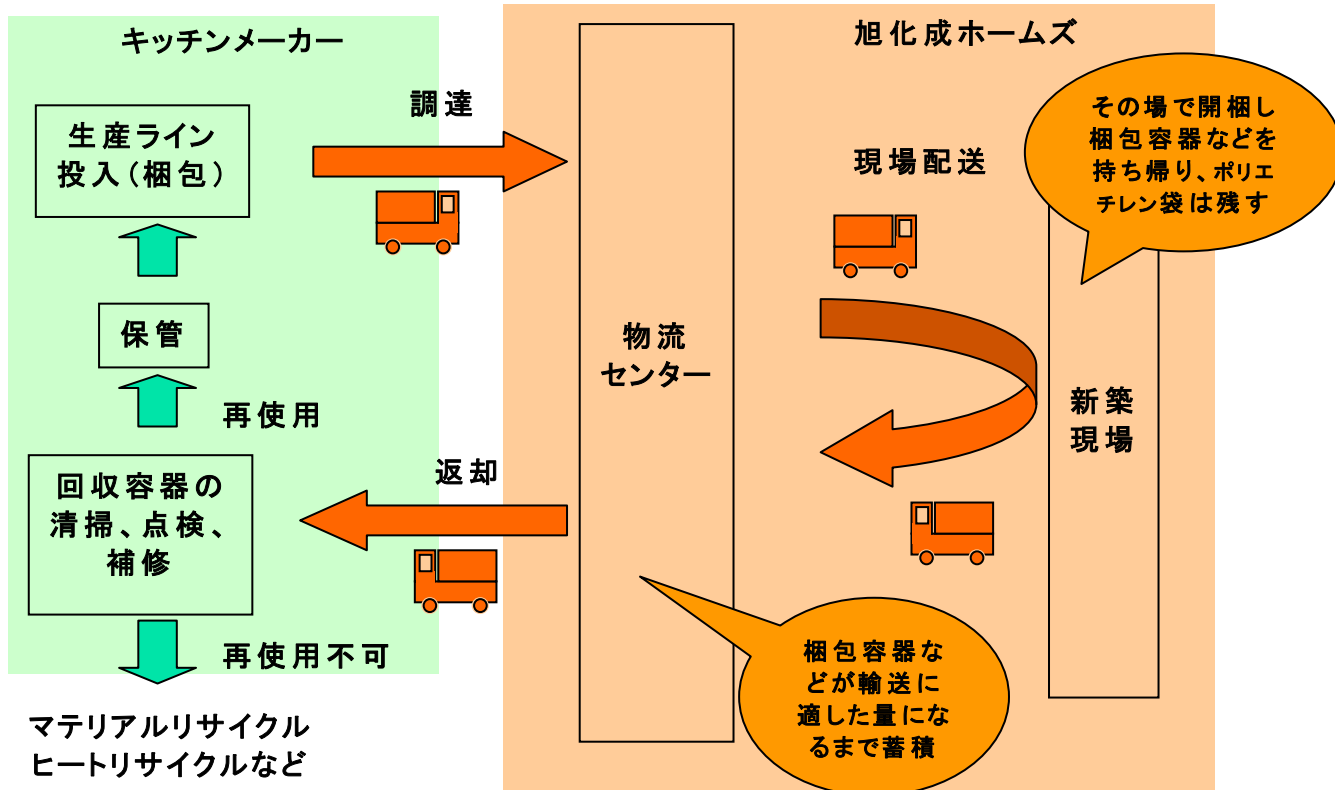 キッチンメーカー
旭化成ホームズ
調達
生産ライン
投入(梱包)
現場配送
その場で開梱し
梱包容器などを
持ち帰り、ポリエ
チレン袋は残す
保管
物流
センター
再使用
新築
現場
返却
回収容器の
清掃、点検、
補修
再使用不可
梱包容器な
どが輸送に
適した量にな
るまで蓄積
マテリアルリサイクル
ヒートリサイクルなど